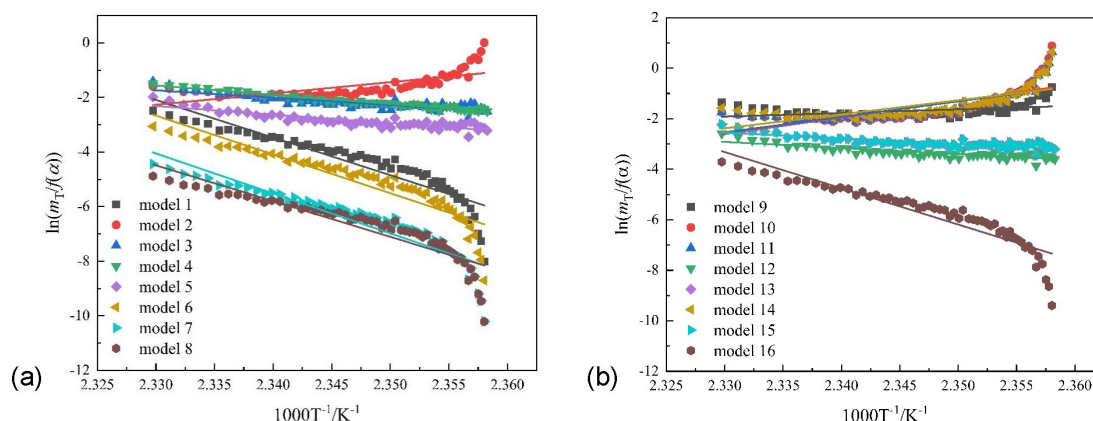 0
-2
-4
-6
-8
-10
-12
ln(m_T/f(α))
model 1
model 2
model 3
model 4
model 5
model 6
model 7
model 8
2.325 2.330 2.335 2.340 2.345 2.350 2.355 2.360
1000T⁻¹/K⁻¹
(a)
2
0
-2
-4
-6
-8
-10
-12
ln(m_T/f(α))
model 9
model 10
model 11
model 12
model 13
model 14
model 15
model 16
2.325 2.330 2.335 2.340 2.345 2.350 2.355 2.360
1000T⁻¹/K⁻¹
(b)